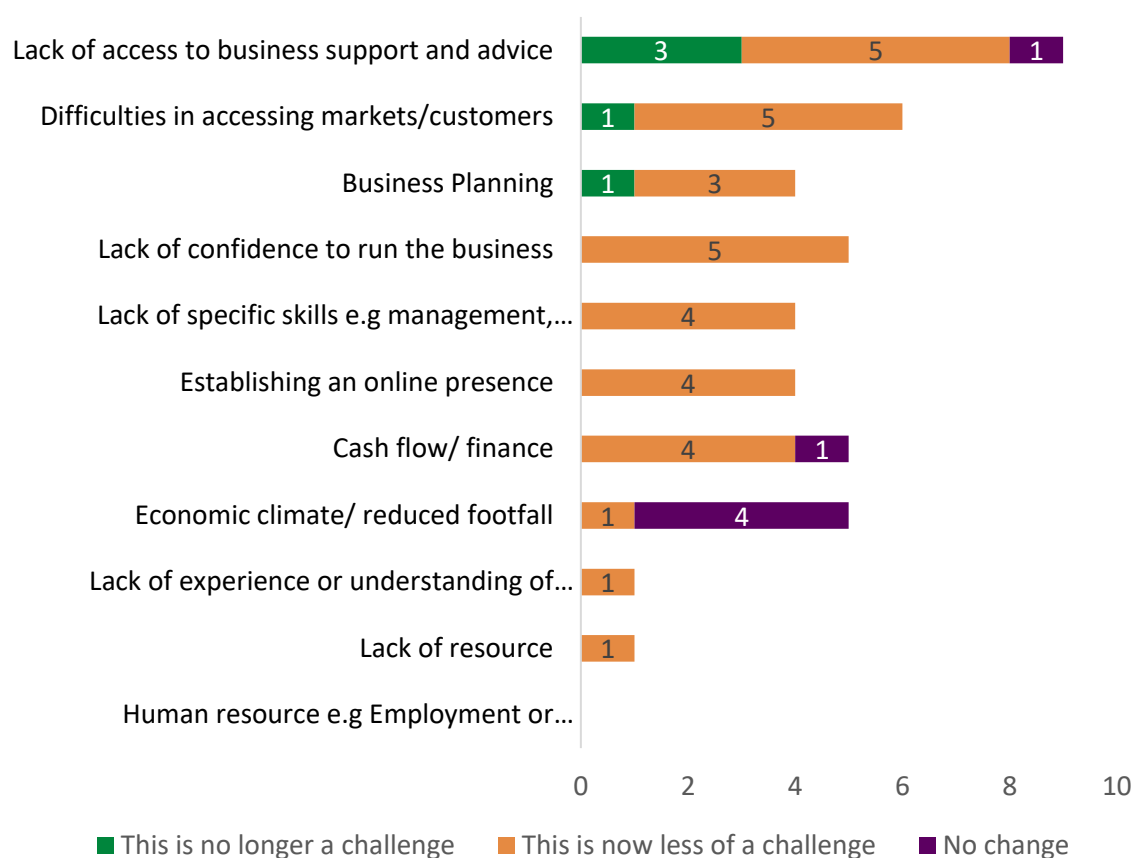 Lack of access to business support and advice 3 5 1
Difficulties in accessing markets/customers 1 5
Business Planning 1 3
Lack of confidence to run the business 5
Lack of specific skills e.g management,... 4
Establishing an online presence 4
Cash flow/ finance 4 1
Economic climate/ reduced footfall 1 4
Lack of experience or understanding of... 1
Lack of resource 1
Human resource e.g Employment or...
0 2 4 6 8 10
This is no longer a challenge This is now less of a challenge No change